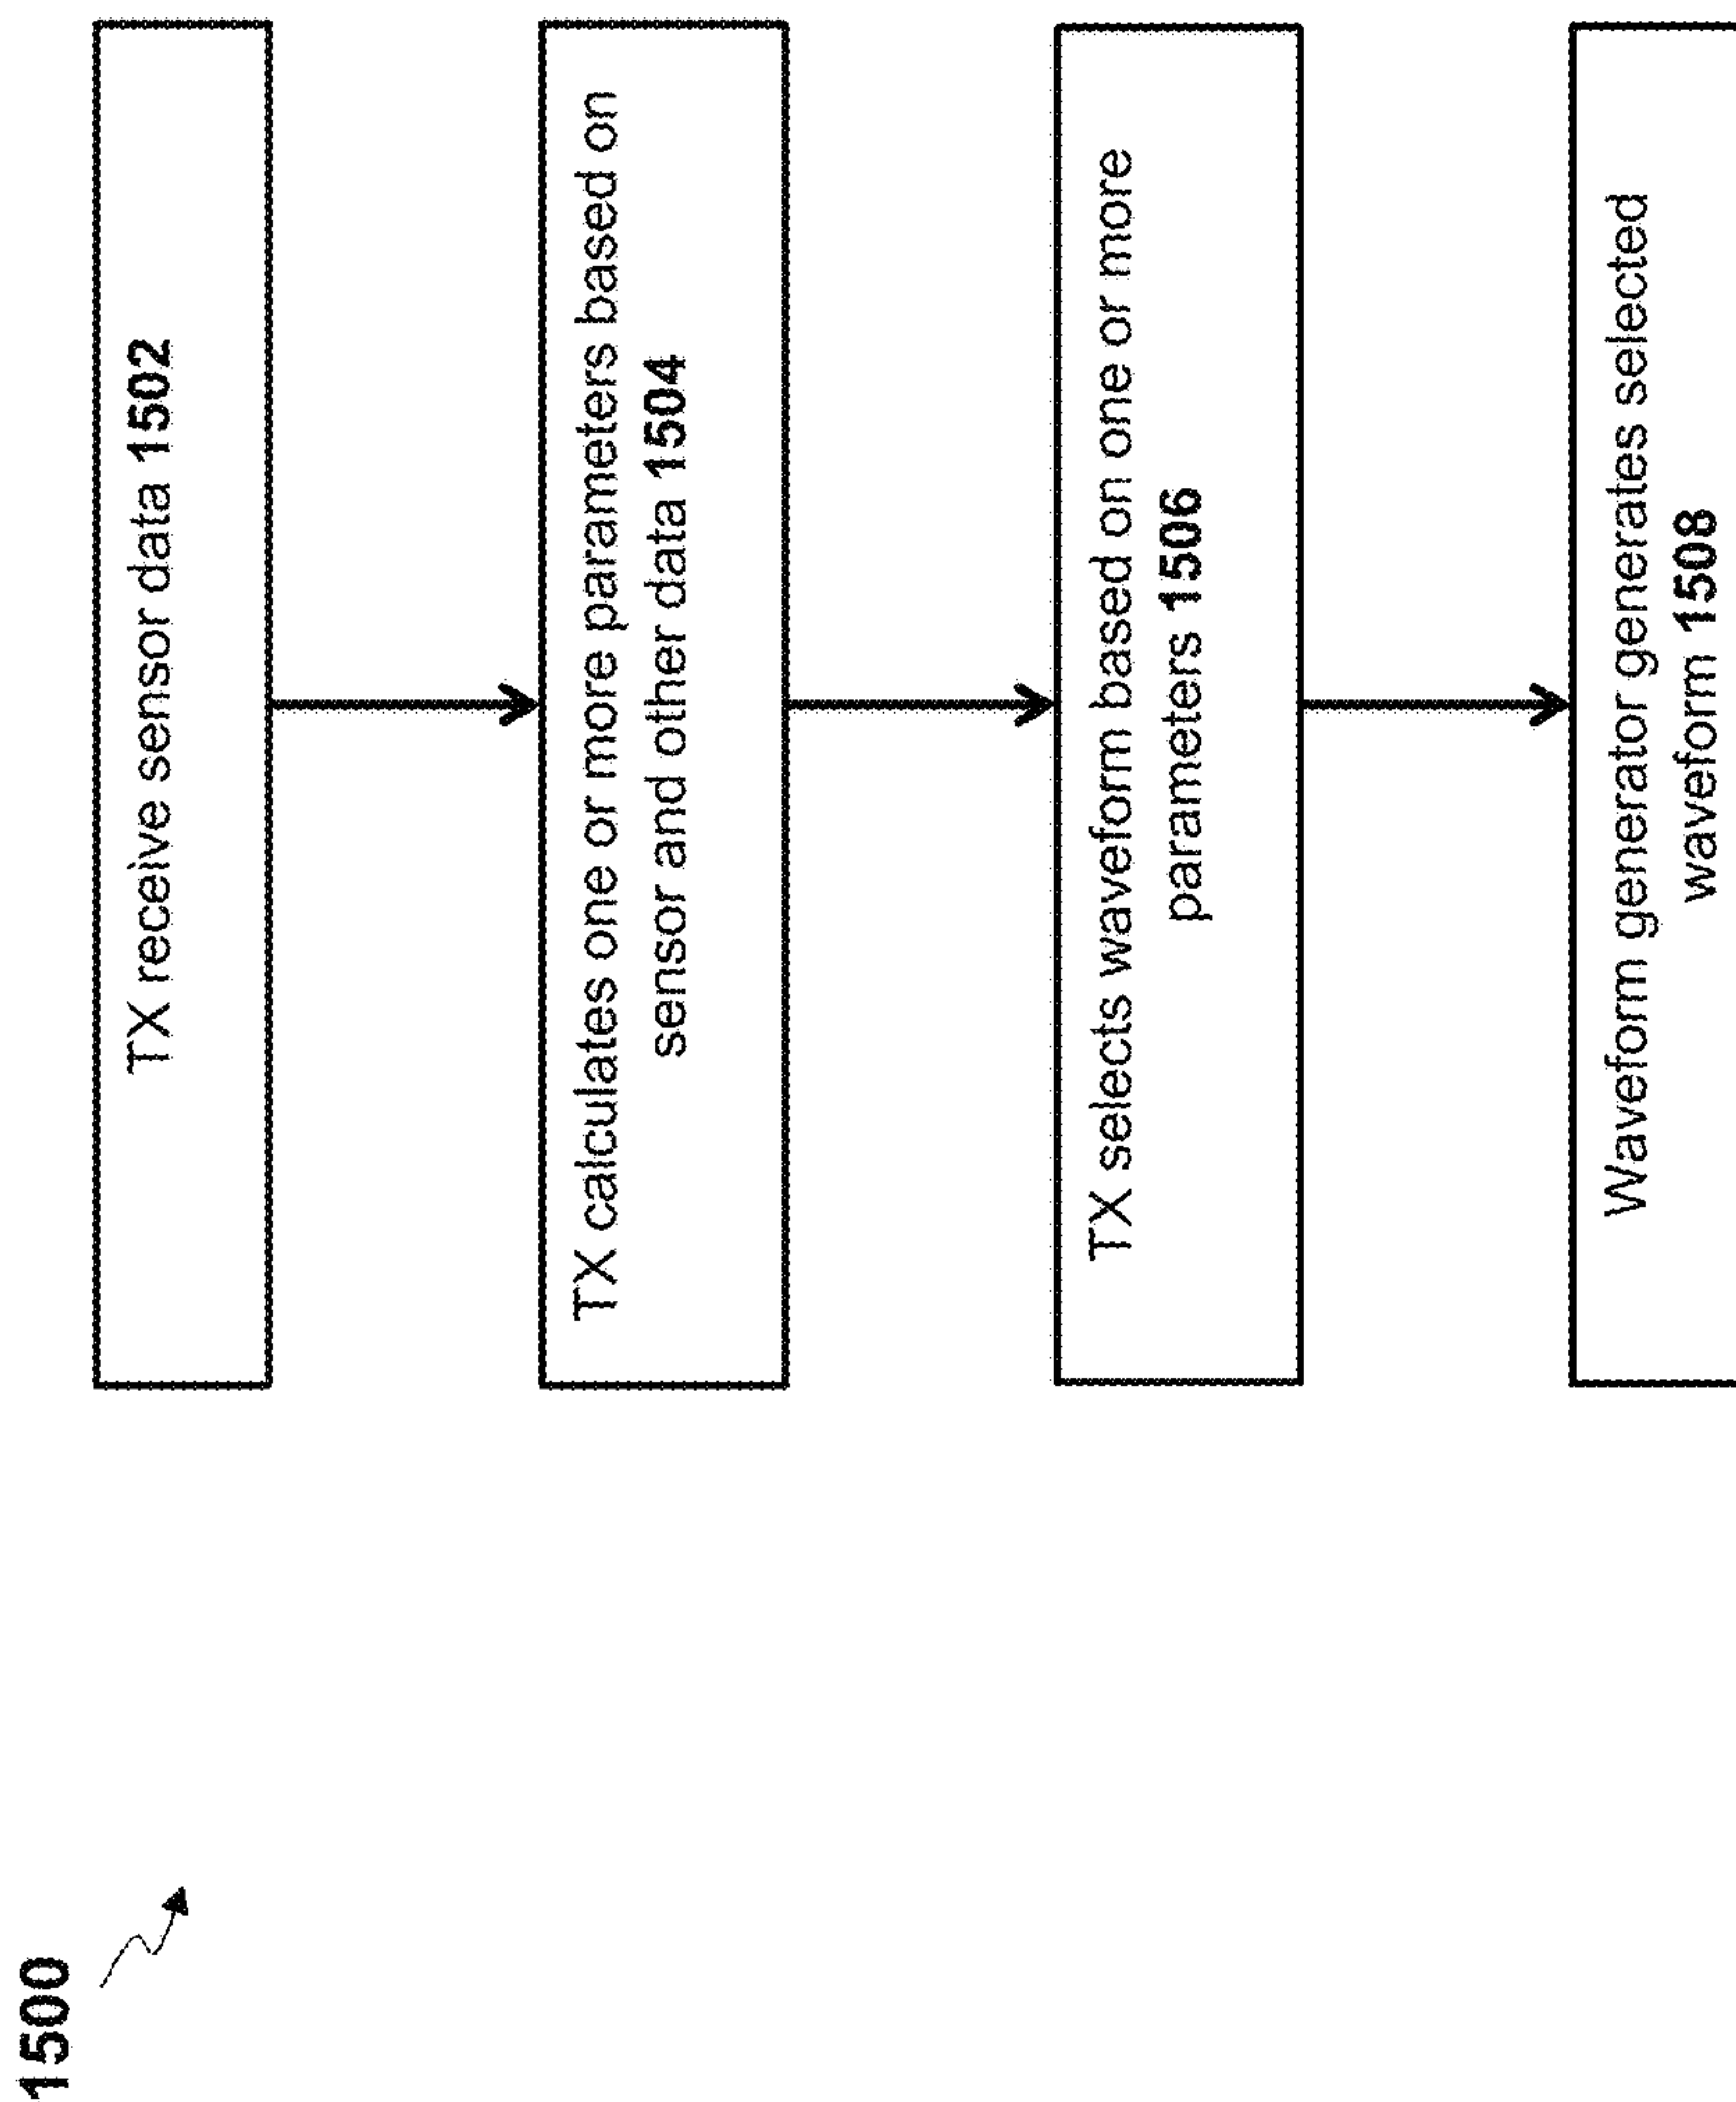 1500
TX receive sensor data 1502
TX calculates one or more parameters based on
sensor and other data 1504
TX selects waveform based on one or more
parameters 1506
Waveform generator generates selected
waveform 1508